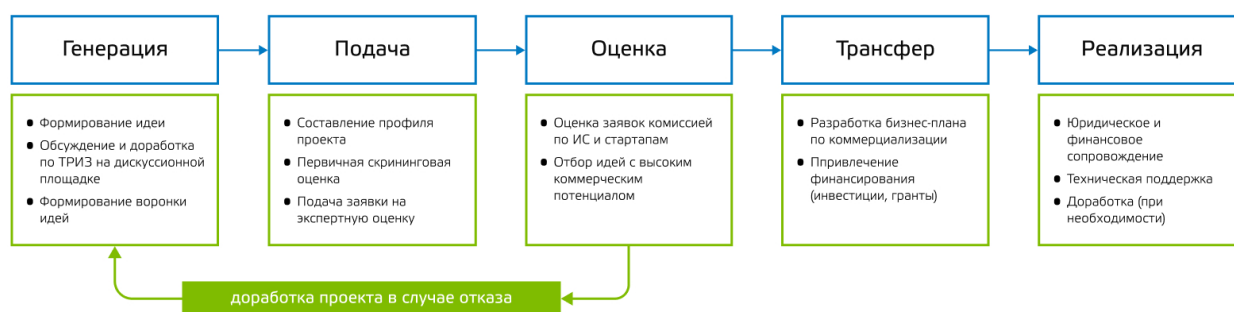 Генерация
Подача
Оценка
Трансфер
Реализация
• Формирование идеи
• Обсуждение и доработка
по ТРИЗ на дискуссионной
площадке
• Формирование воронки
идей
• Составление профиля
проекта
• Первичная скрининговая
оценка
• Подача заявки на
экспертную оценку
• Оценка заявок комиссией
по ИС и стартапам
• Отбор идей с высоким
коммерческим
потенциалом
• Разработка бизнес-плана
по коммерциализации
• Ппривлечение
финансирования
(инвестиции, гранты)
• Юридическое и
финансовое
сопровождение
• Техническая поддержка
• Доработка (при
необходимости)
доработка проекта в случае отказа